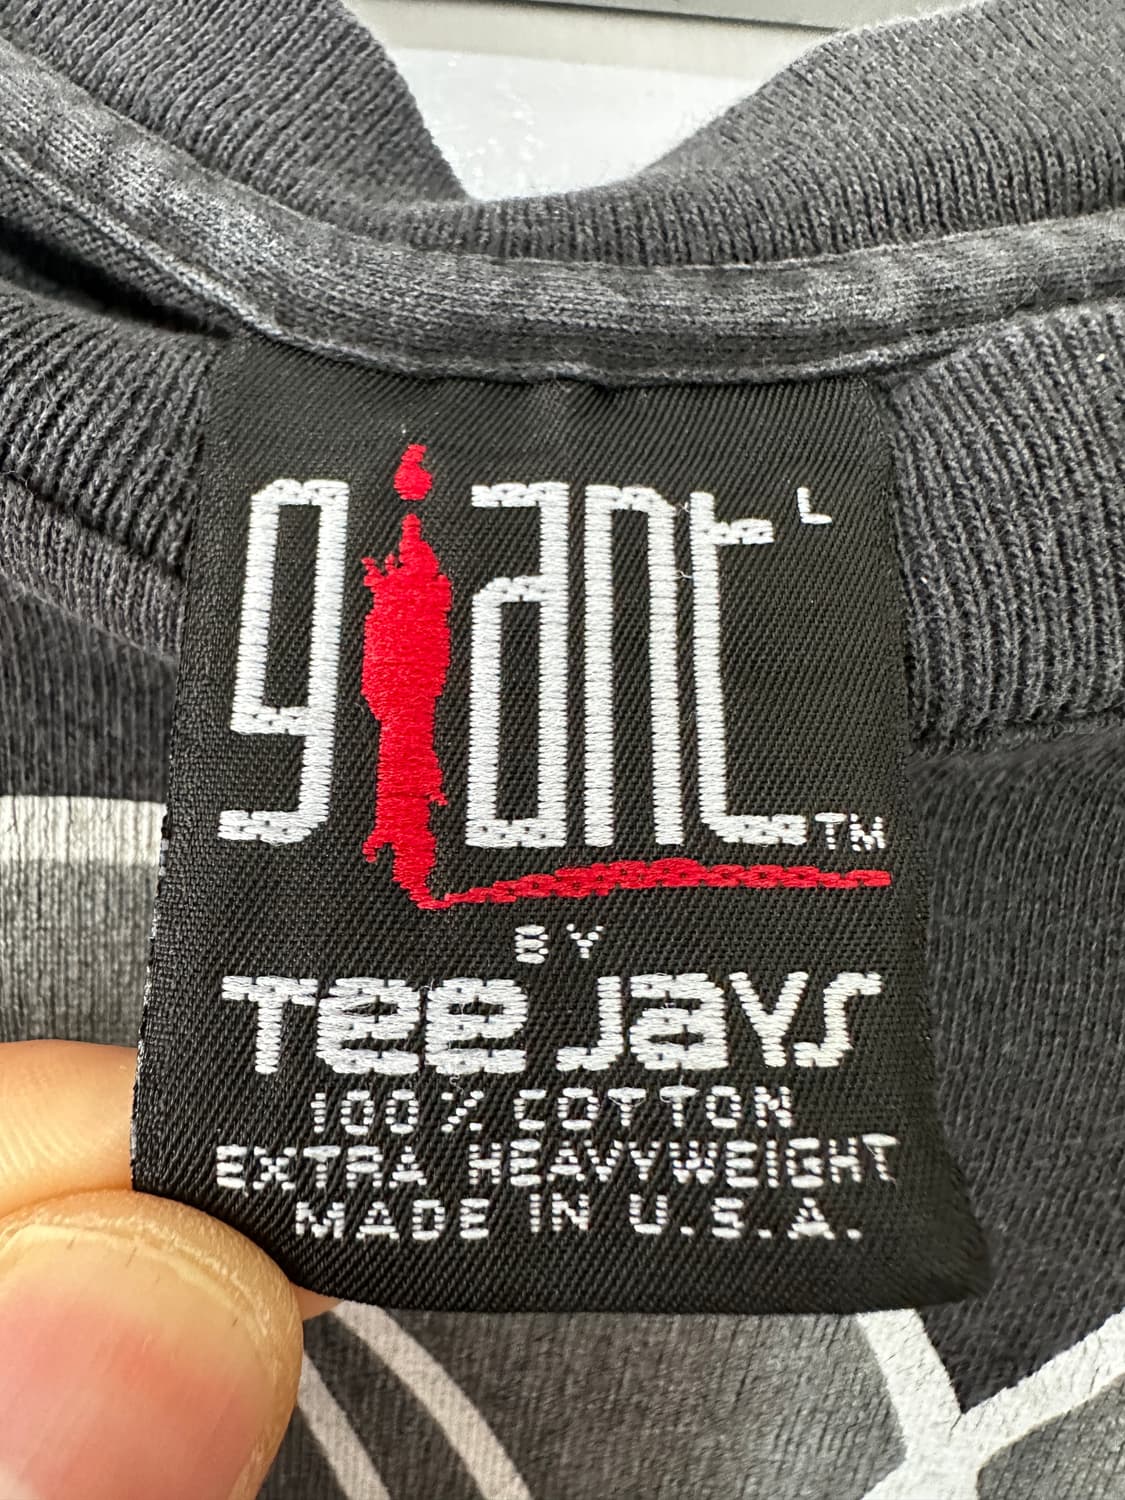 giant L
TM
BY
Tee Jays
100% COTTON
EXTRA HEAVYWEIGHT
MADE IN U.S.A.